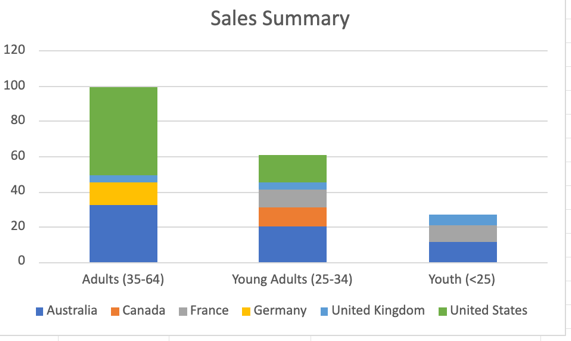 Sales Summary
120
100
80
60
40
20
0
Adults (35-64) Young Adults (25-34) Youth (<25)
Australia Canada France Germany United Kingdom United States